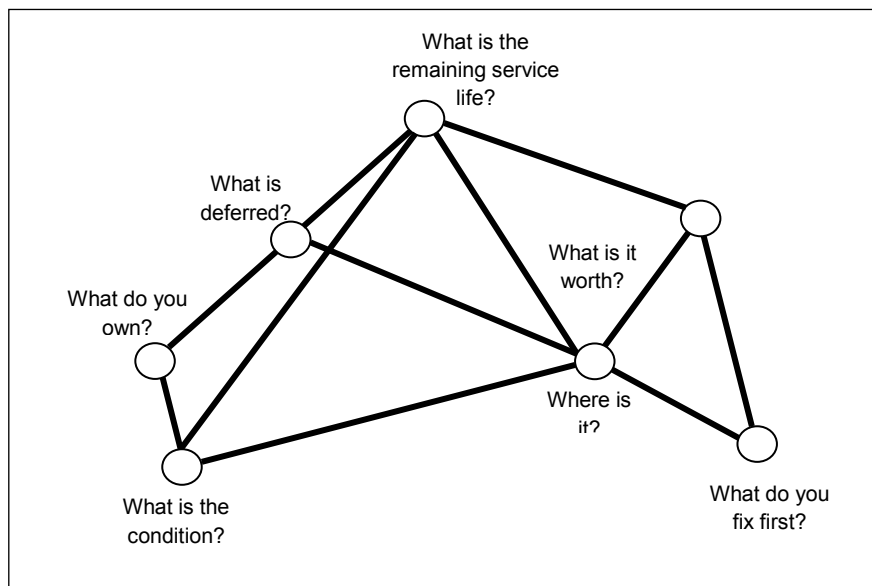 What is the
remaining service
life?
What is
deferred?
What is it
worth?
What do you
own?
Where is
it?
What is the
condition?
What do you
fix first?